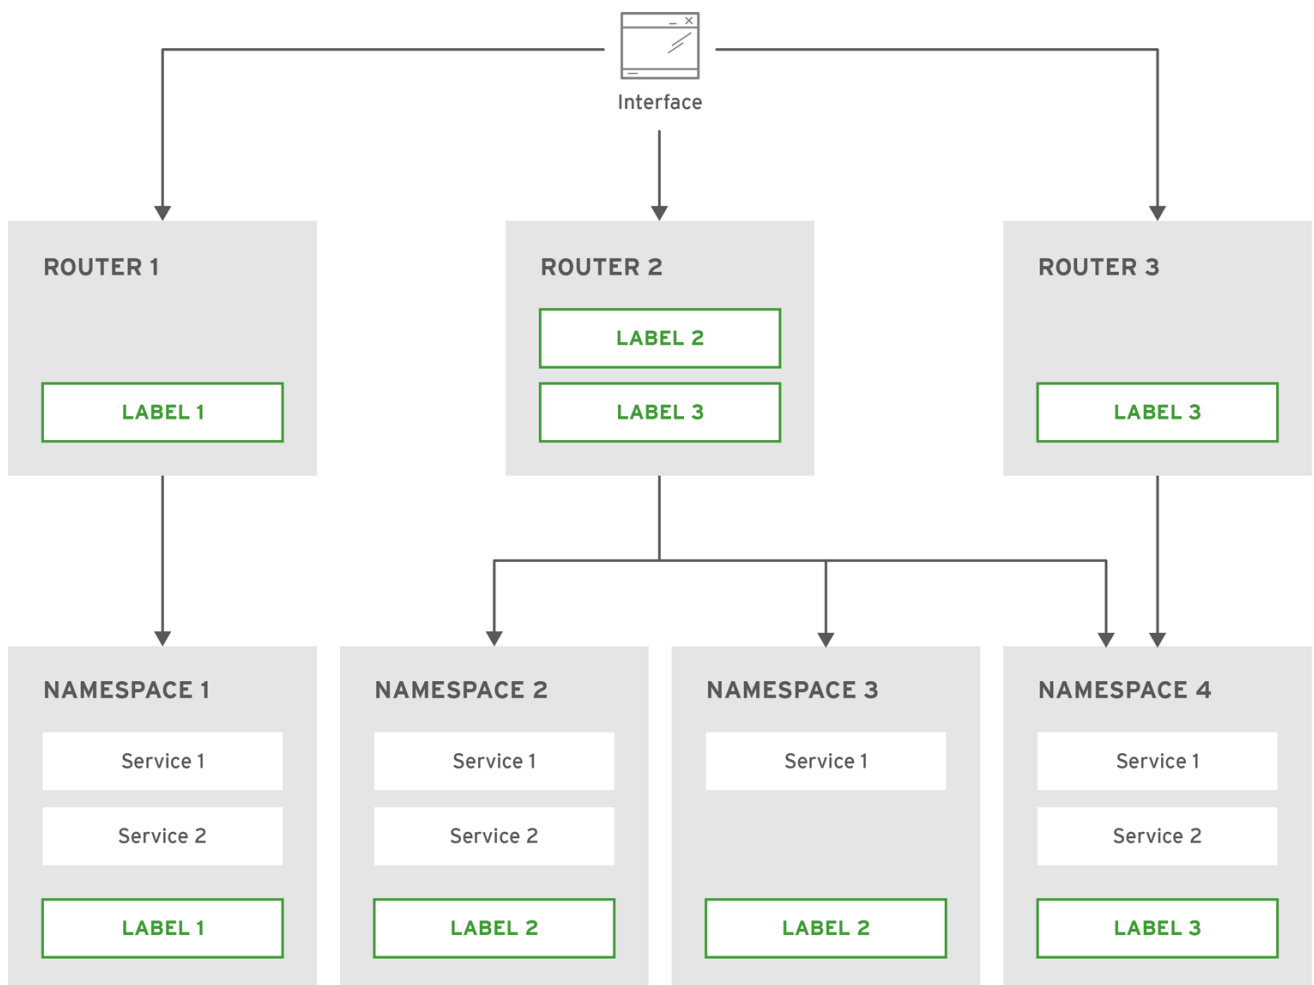 Interface
ROUTER 1
LABEL 1
ROUTER 2
LABEL 2
LABEL 3
ROUTER 3
LABEL 3
NAMESPACE 1
Service 1
Service 2
LABEL 1
NAMESPACE 2
Service 1
Service 2
LABEL 2
NAMESPACE 3
Service 1
LABEL 2
NAMESPACE 4
Service 1
Service 2
LABEL 3